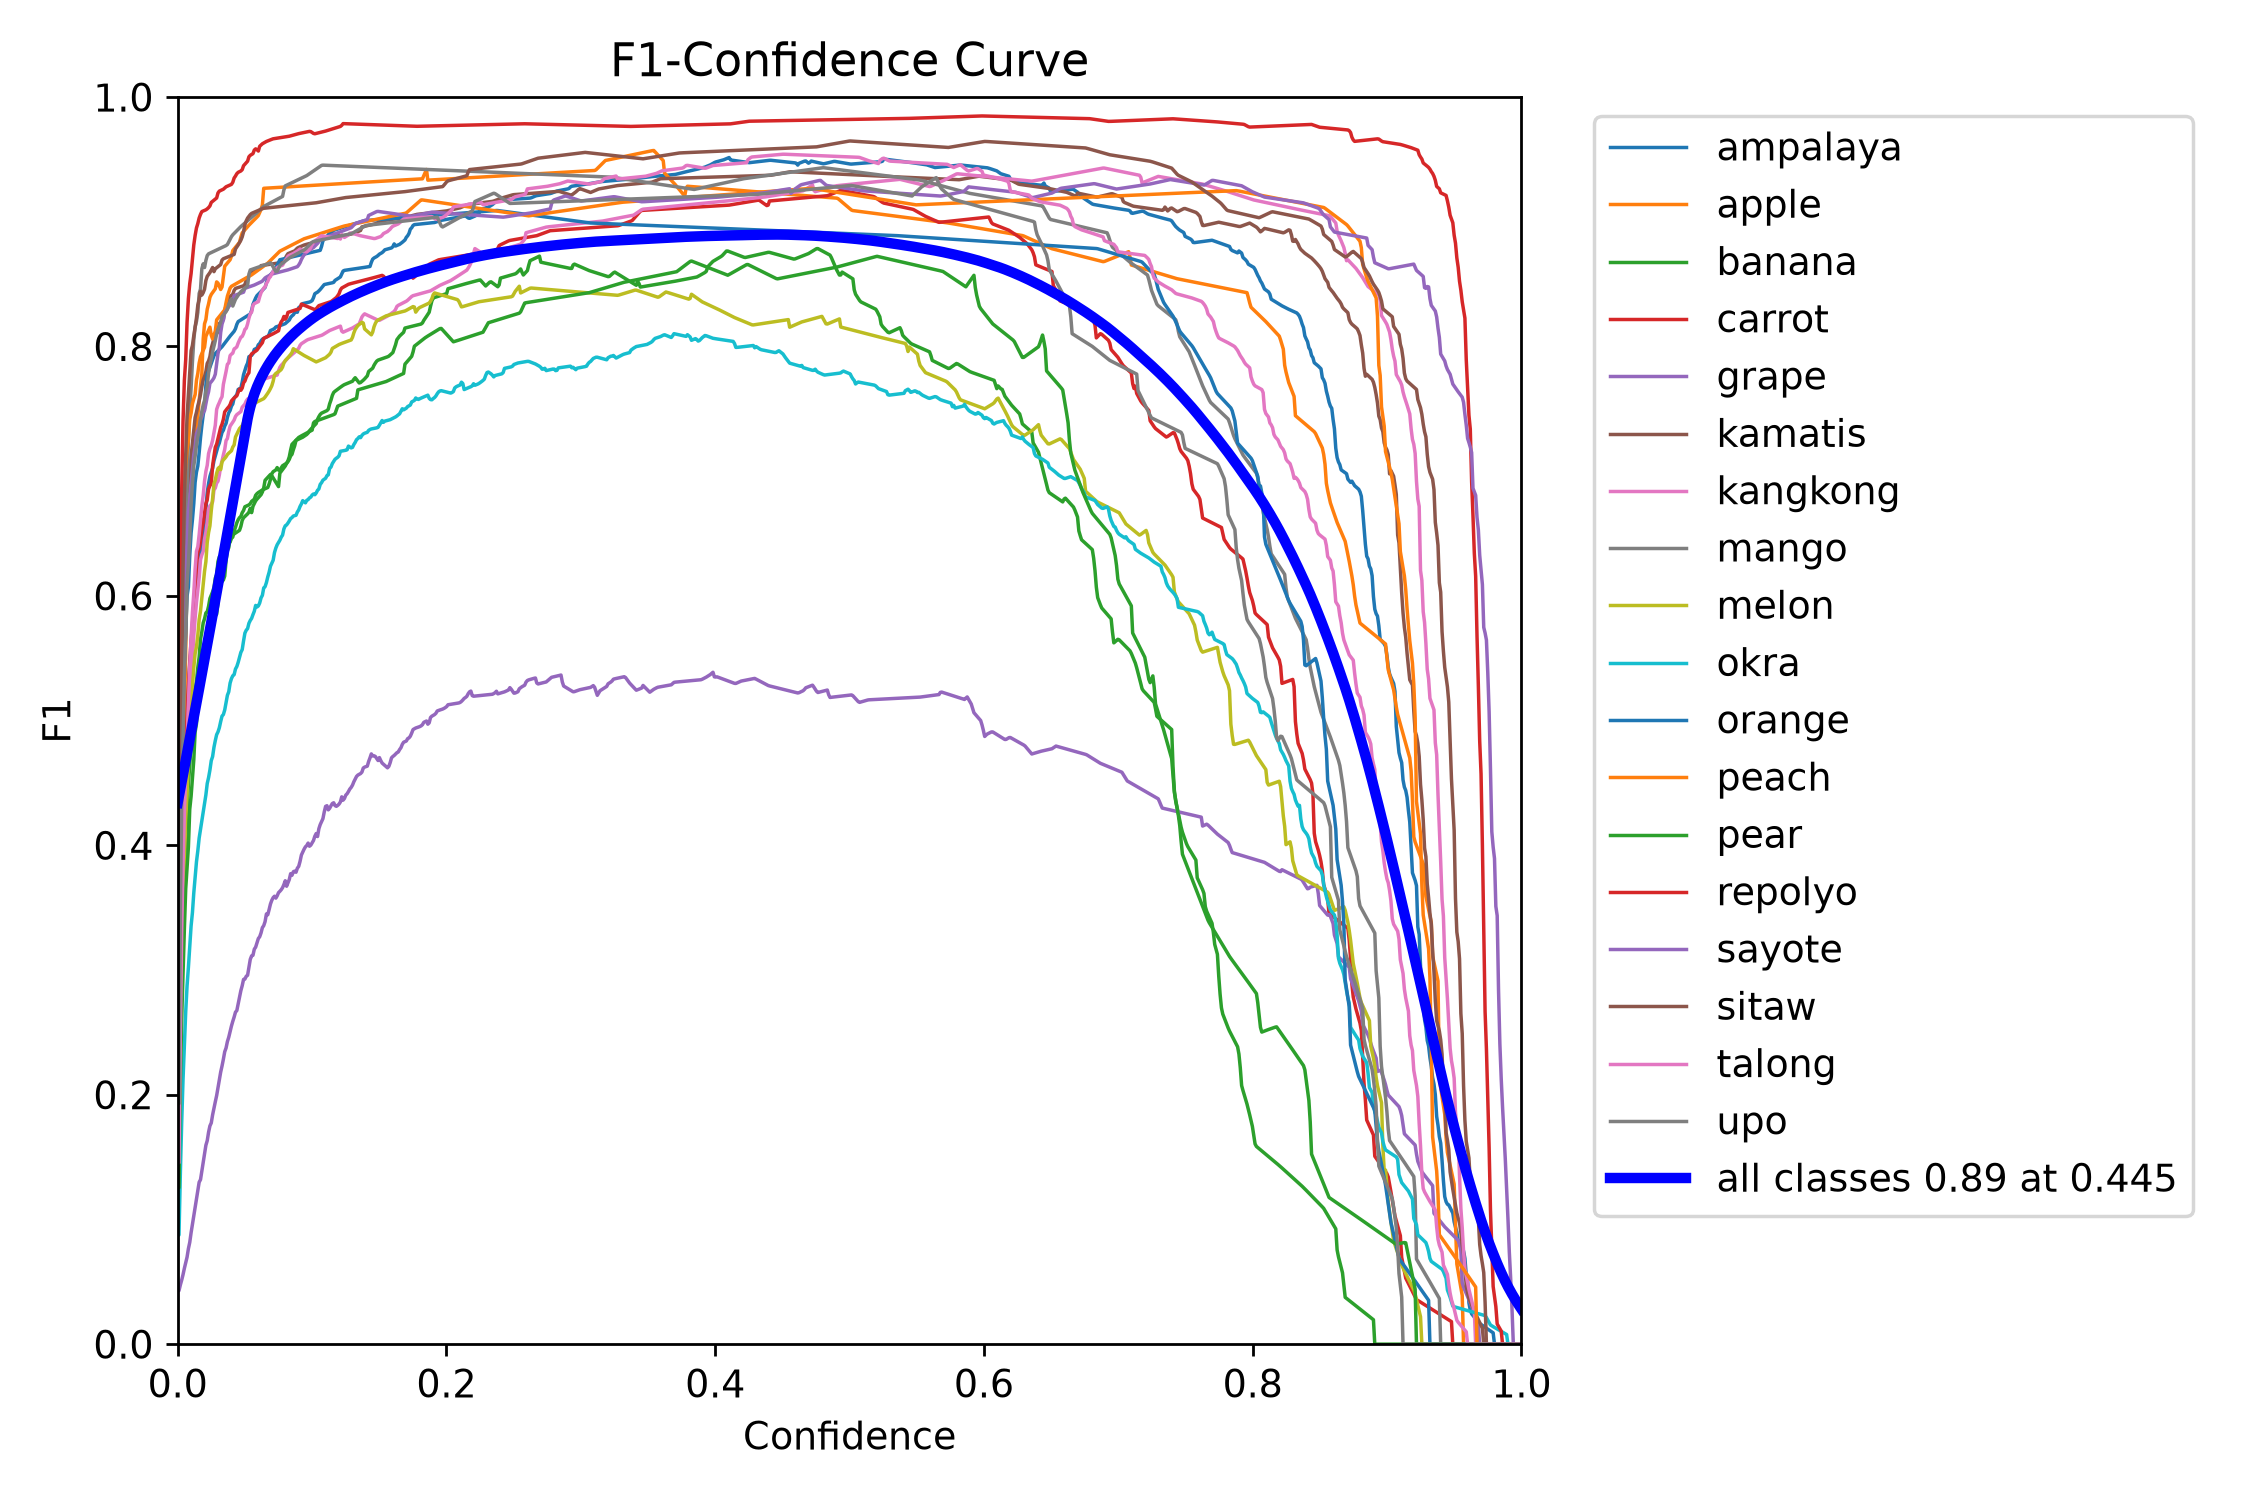 F1-Confidence Curve
1.0
0.8
0.6
0.4
0.2
0.0
F1
0.0 0.2 0.4 0.6 0.8 1.0
Confidence
ampalaya
apple
banana
carrot
grape
kamatis
kangkong
mango
melon
okra
orange
peach
pear
repolyo
sayote
sitaw
talong
upo
all classes 0.89 at 0.445